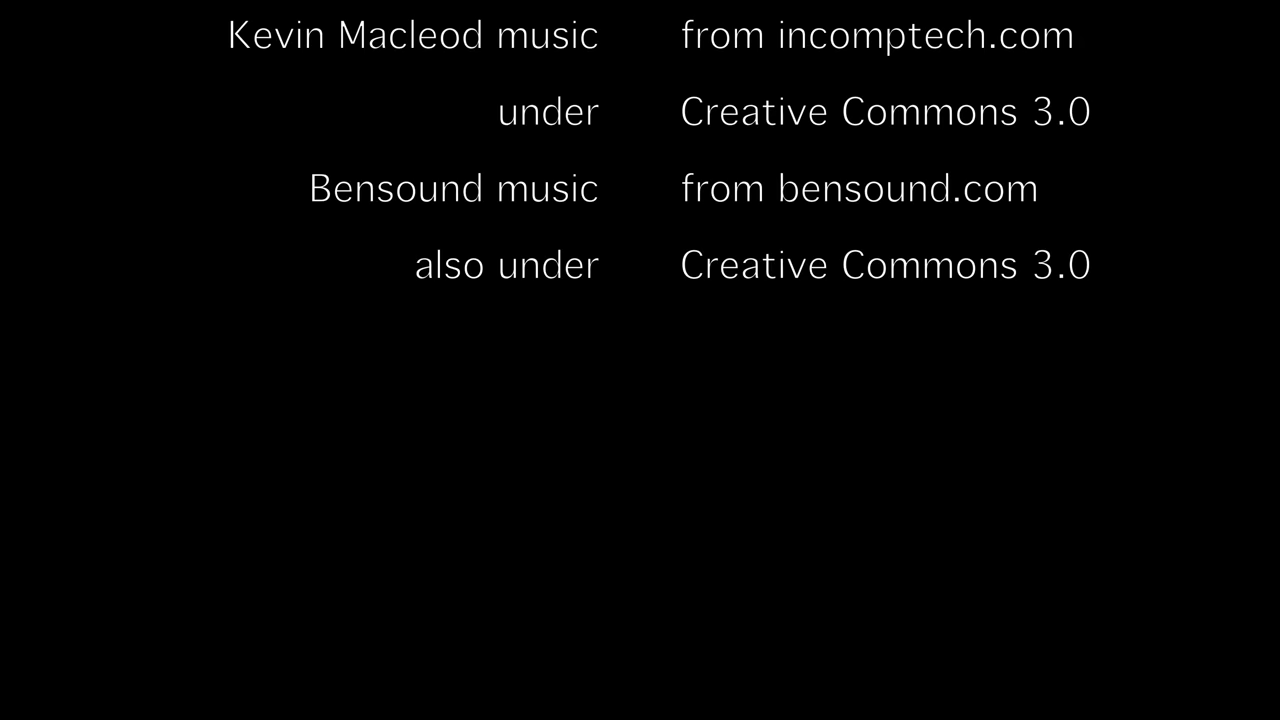 Kevin Macleod music from incomptech.com
under Creative Commons 3.0
Bensound music from bensound.com
also under Creative Commons 3.0